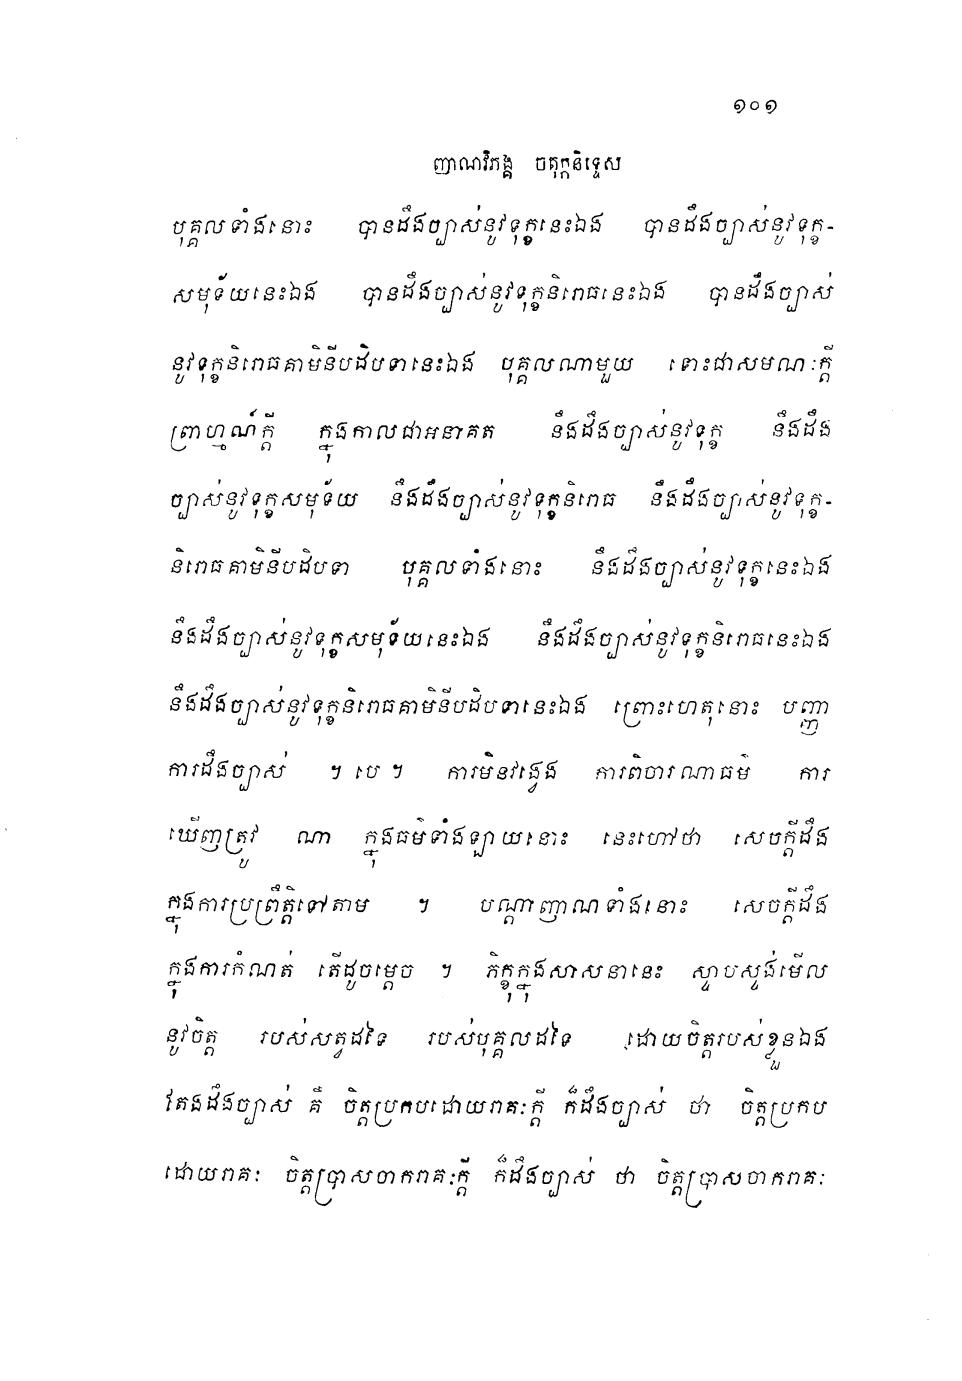 ១០១
ញាណវិភង្គ ចតុក្កនិទ្ទេស
បុគ្គលទាំងនោះ បានដឹងច្បាស់នូវទុក្ខនេះឯង បានដឹងច្បាស់នូវទុក្ខ-
សមុទ័យនេះឯង បានដឹងច្បាស់នូវទុក្ខនិរោធនេះឯង បានដឹងច្បាស់
នូវទុក្ខនិរោធគាមិនីបដិបទានេះឯង បុគ្គលណាមួយ ទោះជាសមណៈក្តី
ព្រាហ្មណ៍ក្តី ក្នុងកាលជាអនាគត នឹងដឹងច្បាស់នូវទុក្ខ នឹងដឹង
ច្បាស់នូវទុក្ខសមុទ័យ នឹងដឹងច្បាស់នូវទុក្ខនិរោធ នឹងដឹងច្បាស់នូវទុក្ខ-
និរោធគាមិនីបដិបទា បុគ្គលទាំងនោះ នឹងដឹងច្បាស់នូវទុក្ខនេះឯង
នឹងដឹងច្បាស់នូវទុក្ខសមុទ័យនេះឯង នឹងដឹងច្បាស់នូវទុក្ខនិរោធនេះឯង
នឹងដឹងច្បាស់នូវទុក្ខនិរោធគាមិនីបដិបទានេះឯង ព្រោះហេតុនោះ បញ្ញា
ការដឹងច្បាស់ ។ បេ ។ ការមិនវង្វេង ការពិចារណាធម៌ ការ
ឃើញត្រូវ ណា ក្នុងធម៌ទាំងឡាយនោះ នេះហៅថា សេចក្តីដឹង
ក្នុងការប្រព្រឹត្តិទៅតាម ។ បណ្តាញាណទាំងនោះ សេចក្តីដឹង
ក្នុងការកំណត់ តើដូចម្តេច ។ ភិក្ខុក្នុងសាសនានេះ ស្ទាបស្ទង់មើល
នូវចិត្ត របស់សត្វដទៃ របស់បុគ្គលដទៃ ដោយចិត្តរបស់ខ្លួនឯង
តែងដឹងច្បាស់ គឺ ចិត្តប្រកបដោយរាគៈក្តី ក៏ដឹងច្បាស់ ថា ចិត្តប្រកប
ដោយរាគៈ ចិត្តប្រាសចាករាគៈក្តី ក៏ដឹងច្បាស់ ថា ចិត្តប្រាសចាករាគៈ